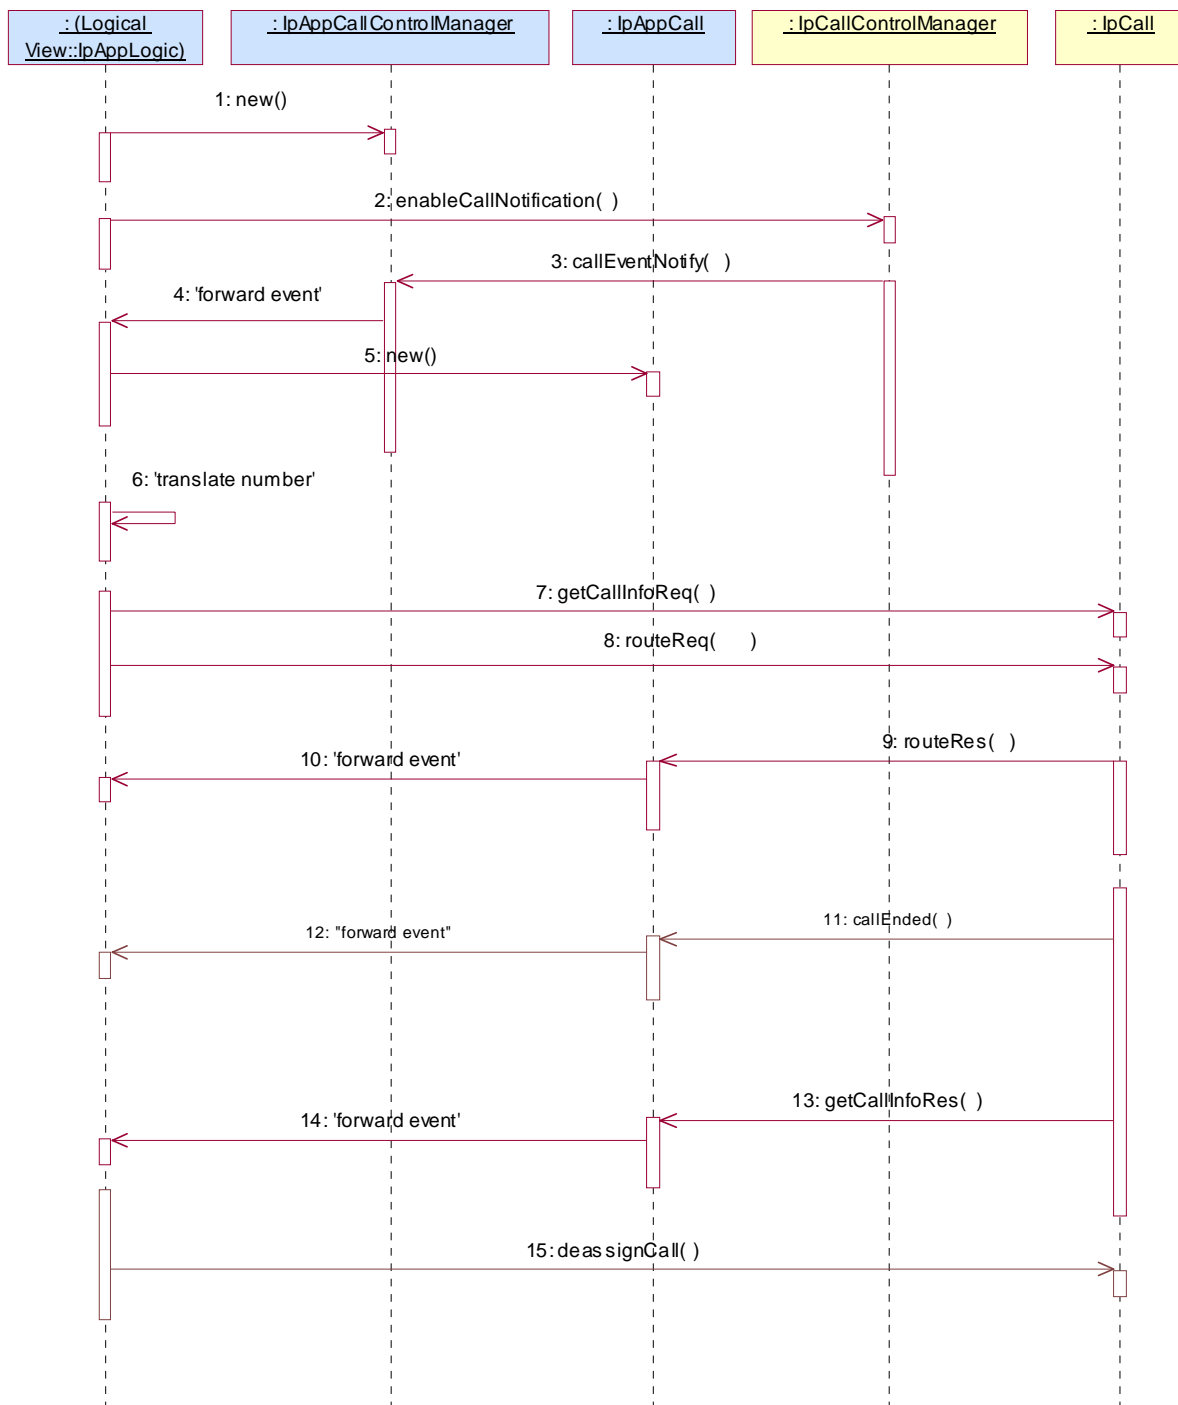 : (Logical
View::IpAppLogic)
: IpAppCallControlManager
: IpAppCall
: IpCallControlManager
: IpCall
1: new()
2: enableCallNotification( )
3: callEventNotify( )
4: 'forward event'
5: new()
6: 'translate number'
7: getCallInfoReq( )
8: routeReq( )
9: routeRes( )
10: 'forward event'
11: callEnded( )
12: "forward event"
13: getCallInfoRes( )
14: 'forward event'
15: deassignCall( )